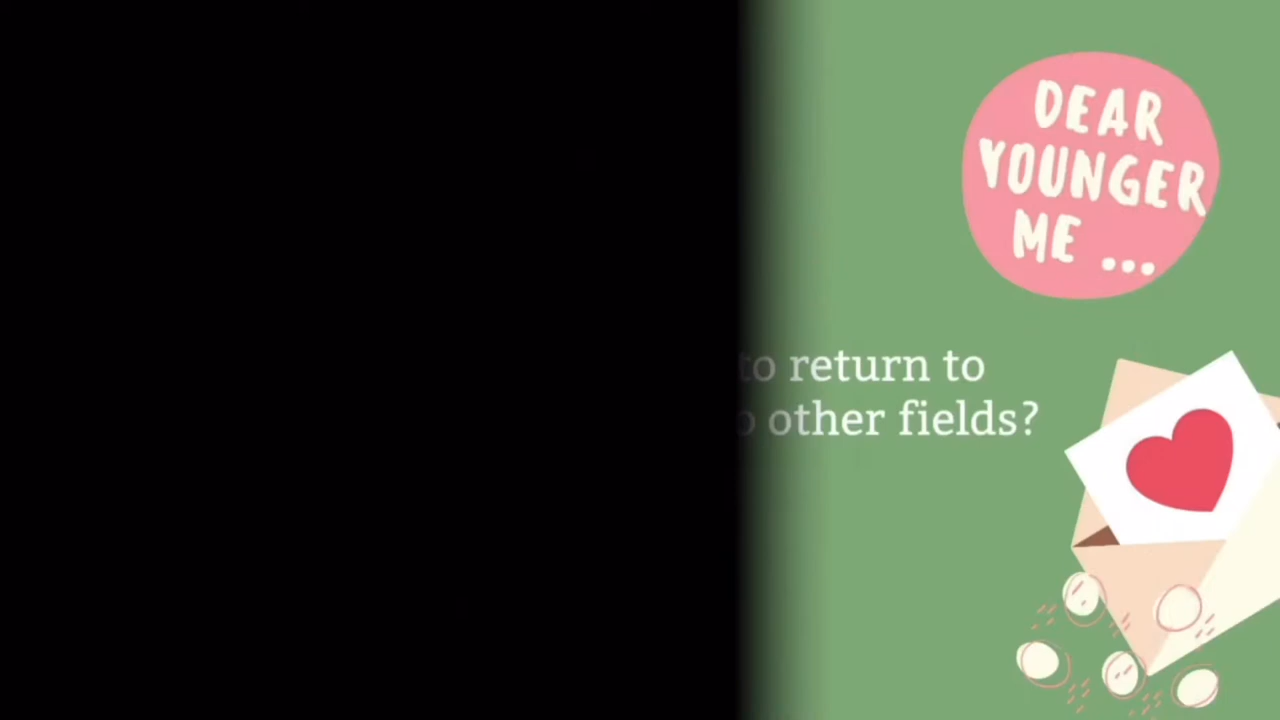 DEAR
YOUNGER
ME ...
to return to
other fields?